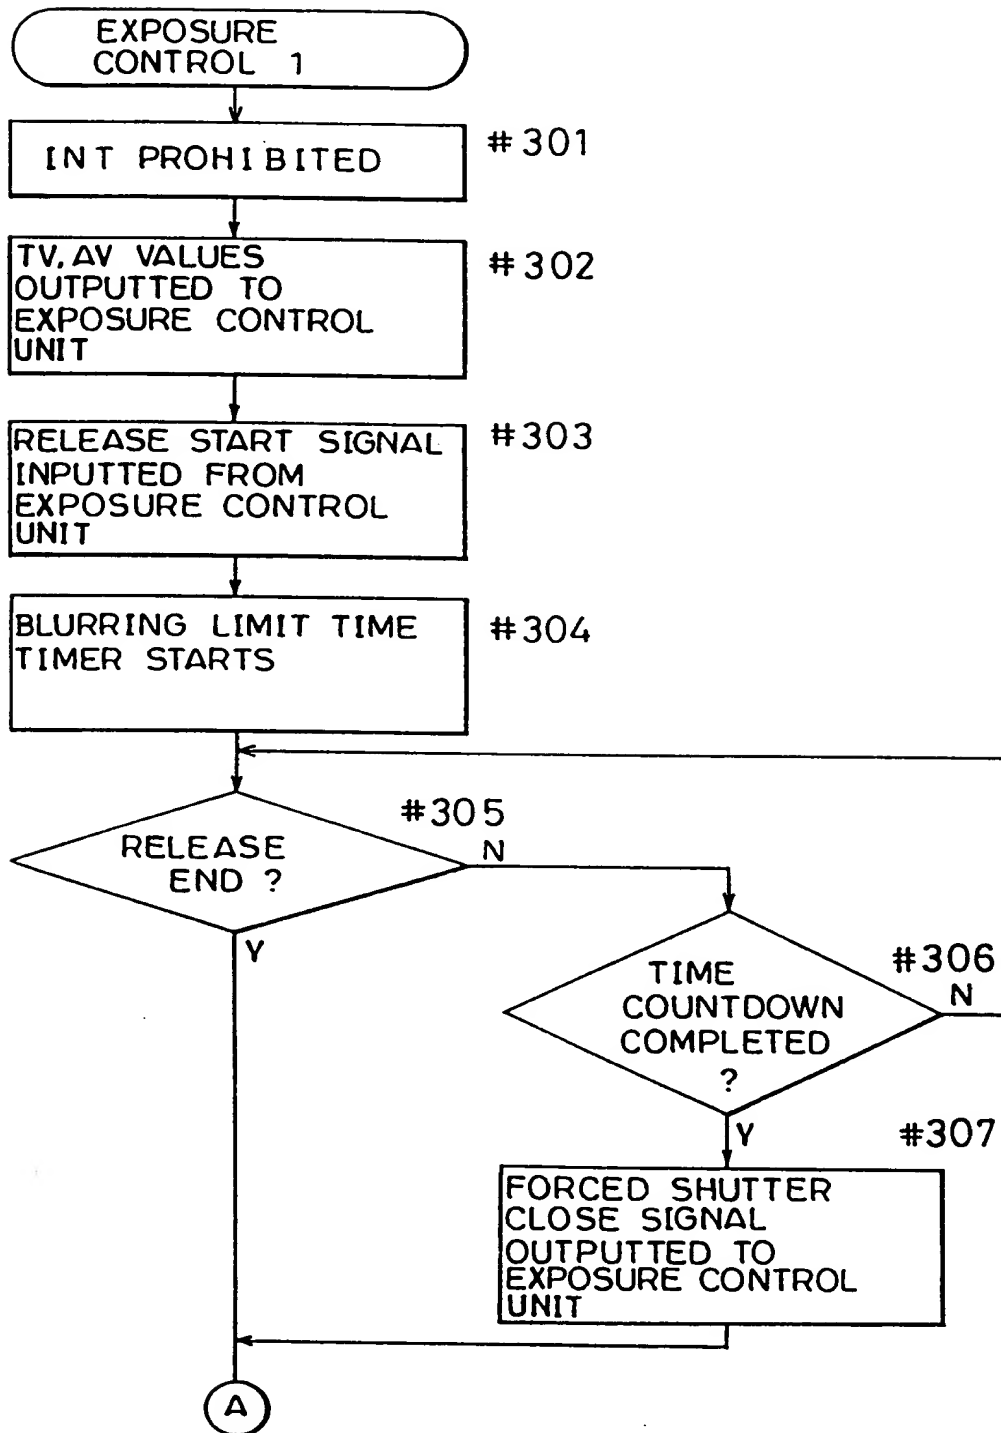 EXPOSURE
CONTROL 1
INT PROHIBITED
#301
TV, AV VALUES
OUTPUTTED TO
EXPOSURE CONTROL
UNIT
#302
RELEASE START SIGNAL
INPUTTED FROM
EXPOSURE CONTROL
UNIT
#303
BLURRING LIMIT TIME
TIMER STARTS
#304
RELEASE
END ?
#305
N
Y
TIME
COUNTDOWN
COMPLETED
?
#306
N
Y
#307
FORCED SHUTTER
CLOSE SIGNAL
OUTPUTTED TO
EXPOSURE CONTROL
UNIT
A